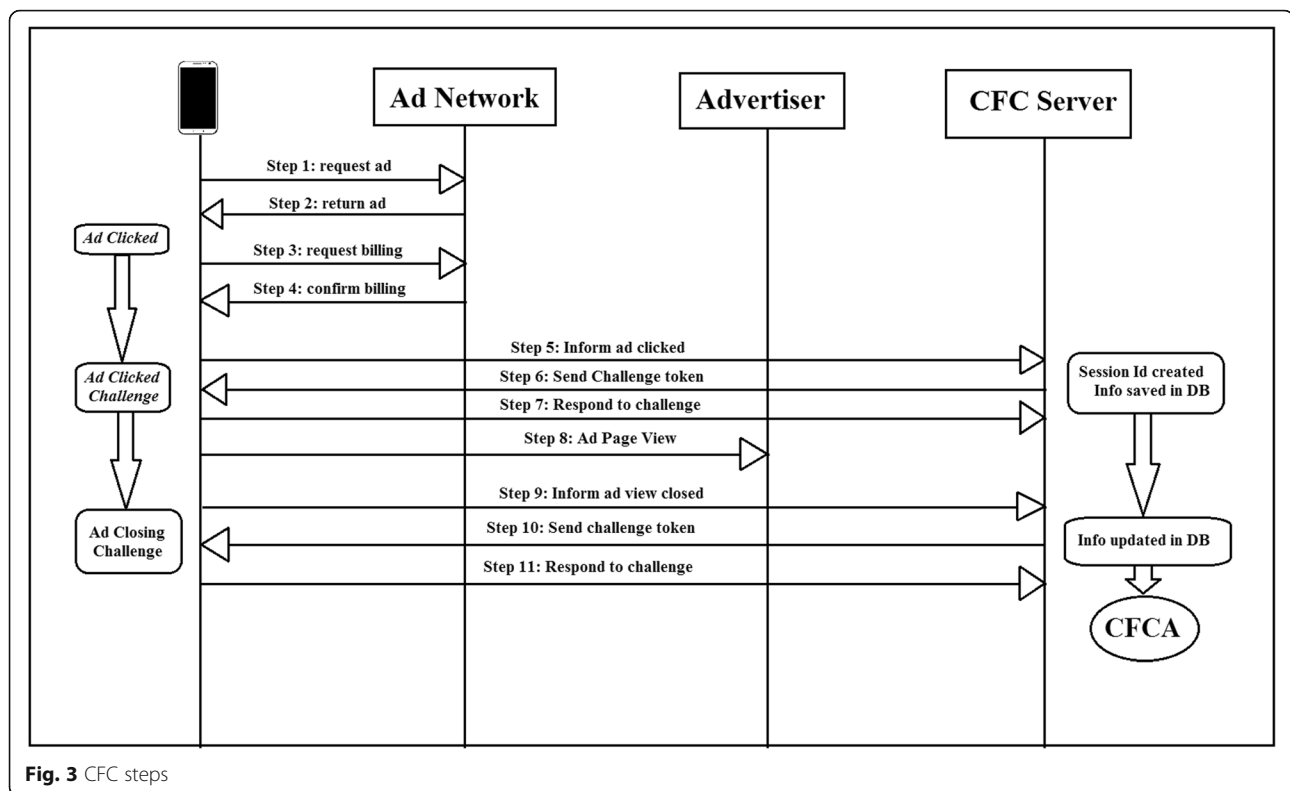 Ad Network
Advertiser
CFC Server
Step 1: request ad
Step 2: return ad
Ad Clicked
Step 3: request billing
Step 4: confirm billing
Step 5: Inform ad clicked
Ad Clicked
Challenge
Step 6: Send Challenge token
Session Id created
Info saved in DB
Step 7: Respond to challenge
Step 8: Ad Page View
Step 9: Inform ad view closed
Ad Closing
Challenge
Step 10: Send challenge token
Info updated in DB
Step 11: Respond to challenge
CFCA
Fig. 3 CFC steps